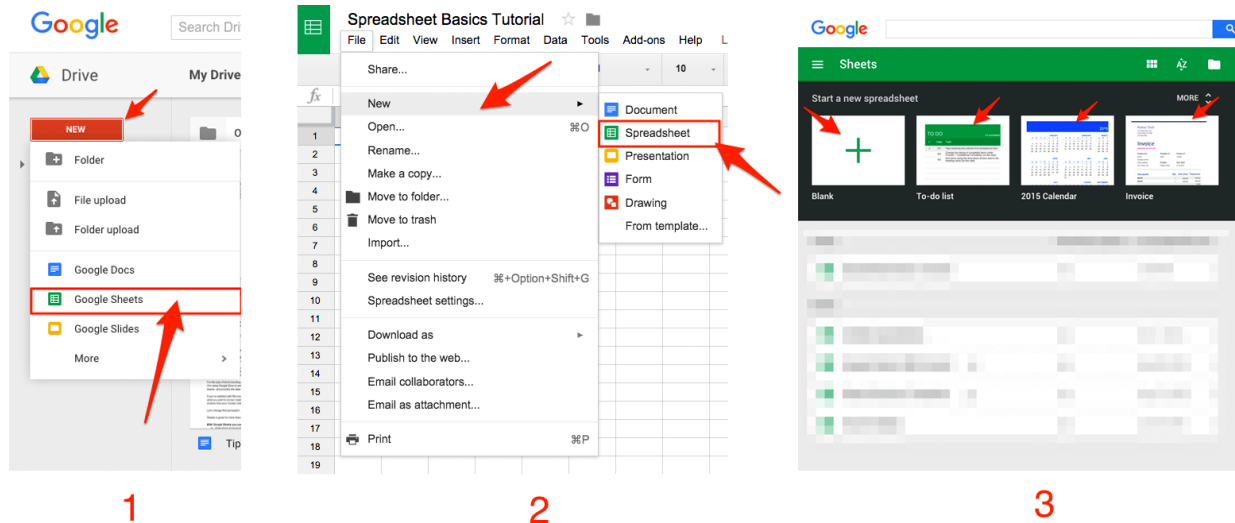 Google
Search Dri
Drive
My Drive
NEW
Folder
File upload
Folder upload
Google Docs
Google Sheets
Google Slides
More
Tip
1
Spreadsheet Basics Tutorial
File Edit View Insert Format Data Tools Add-ons Help L
10
fx
Share...
New
Open... ⌘O
Rename...
Make a copy...
Move to folder...
Move to trash
Import...
See revision history ⌘+Option+Shift+G
Spreadsheet settings...
Download as
Publish to the web...
Email collaborators...
Email as attachment...
Print ⌘P
Document
Spreadsheet
Presentation
Form
Drawing
From template...
1
2
3
4
5
6
7
8
9
10
11
12
13
14
15
16
17
18
19
2
Google
Sheets
AZ
Start a new spreadsheet
MORE
TO DO
2015
Invoice
Blank
To-do list
2015 Calendar
Invoice
3